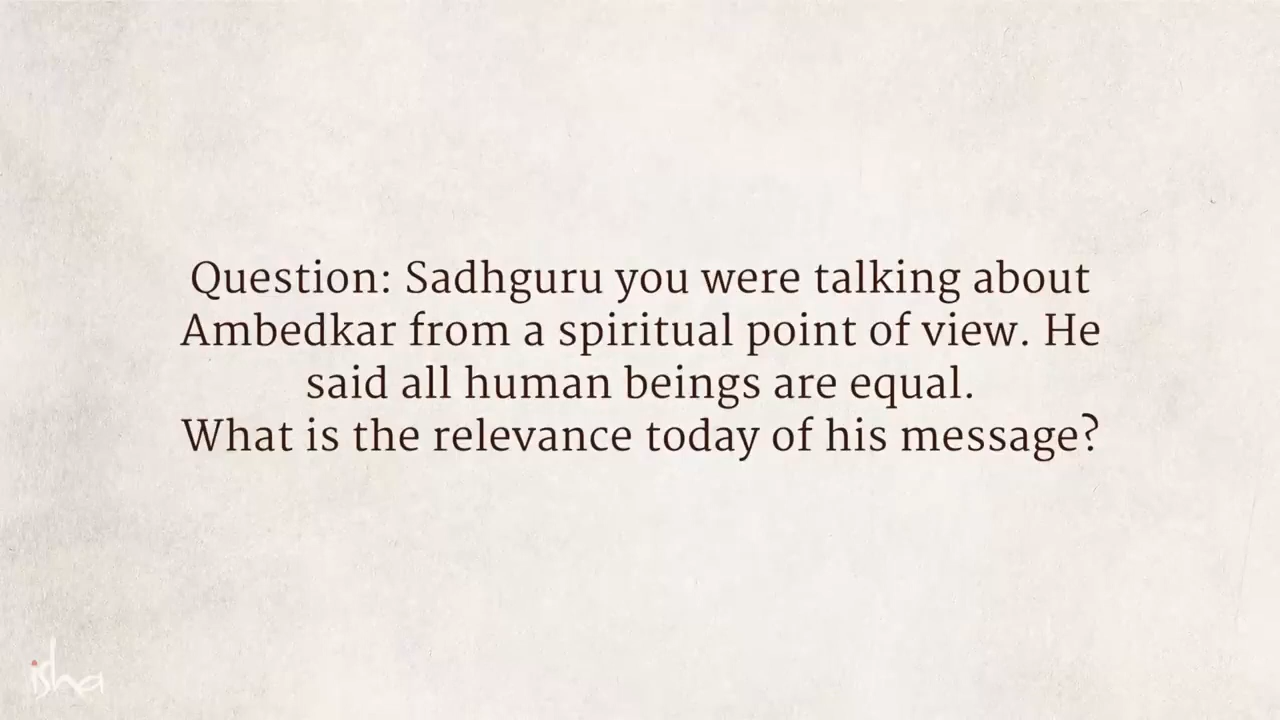 Question: Sadhguru you were talking about
Ambedkar from a spiritual point of view. He
said all human beings are equal.
What is the relevance today of his message?
isha